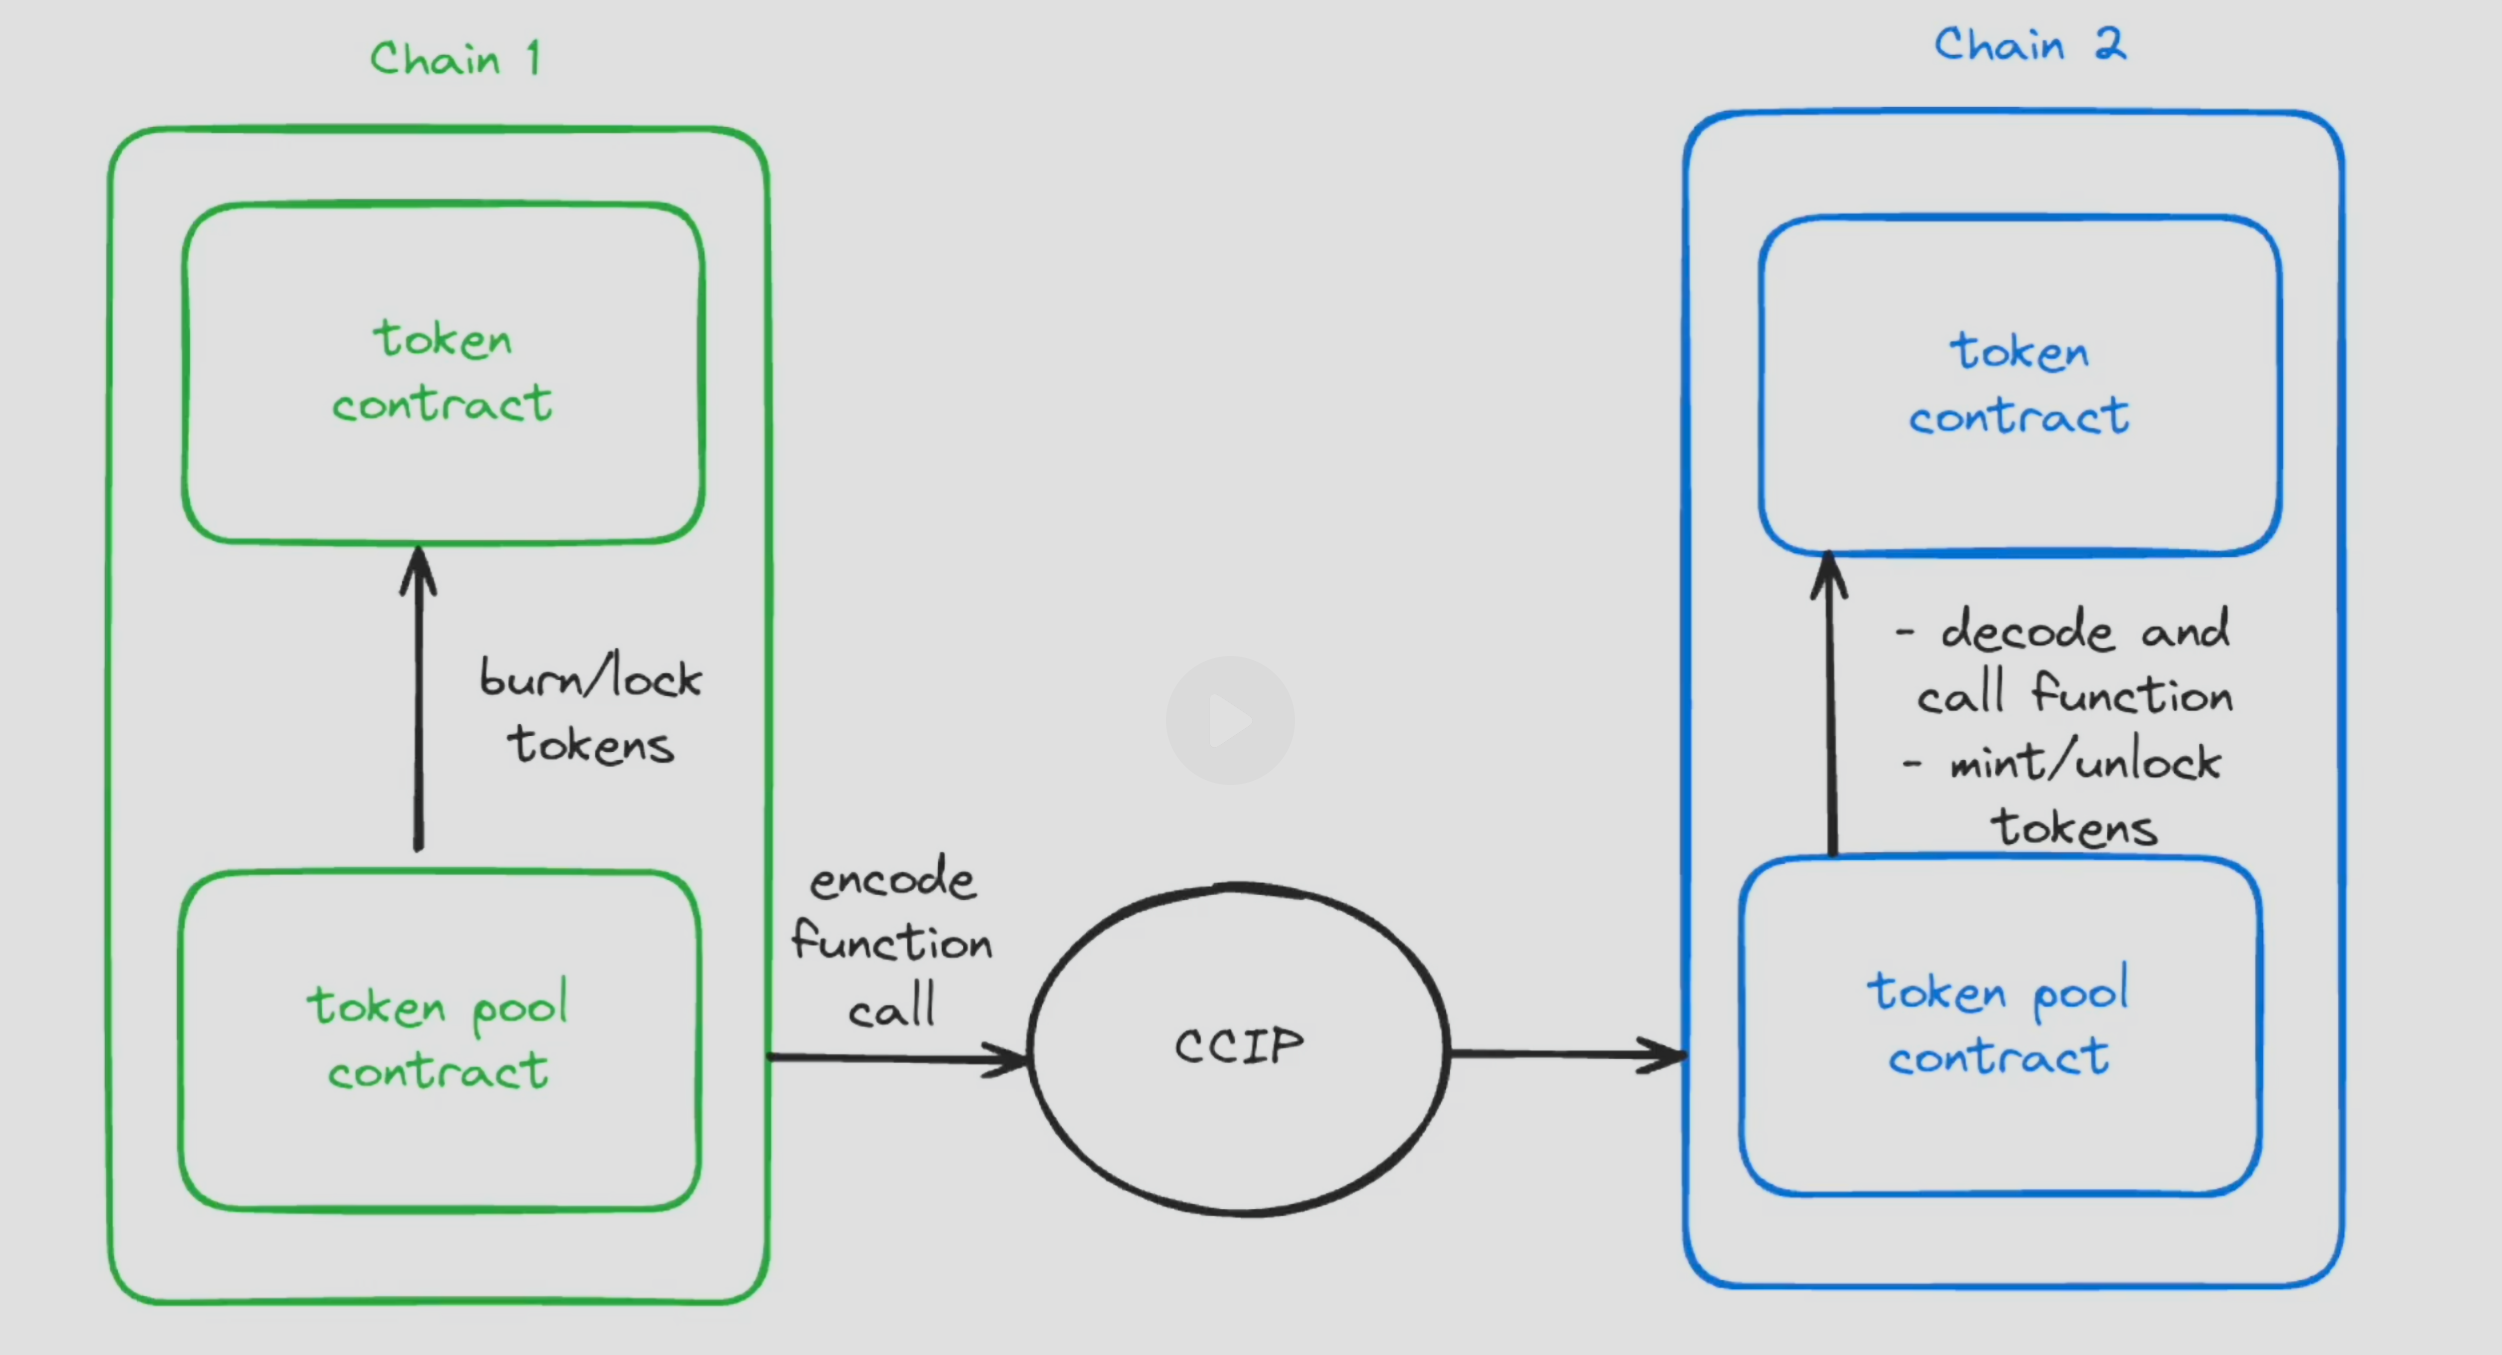 Chain 1
token
contract
burn/lock
tokens
token pool
contract
encode
function
call
CCIP
Chain 2
token
contract
- decode and
call function
- mint/unlock
tokens
token pool
contract